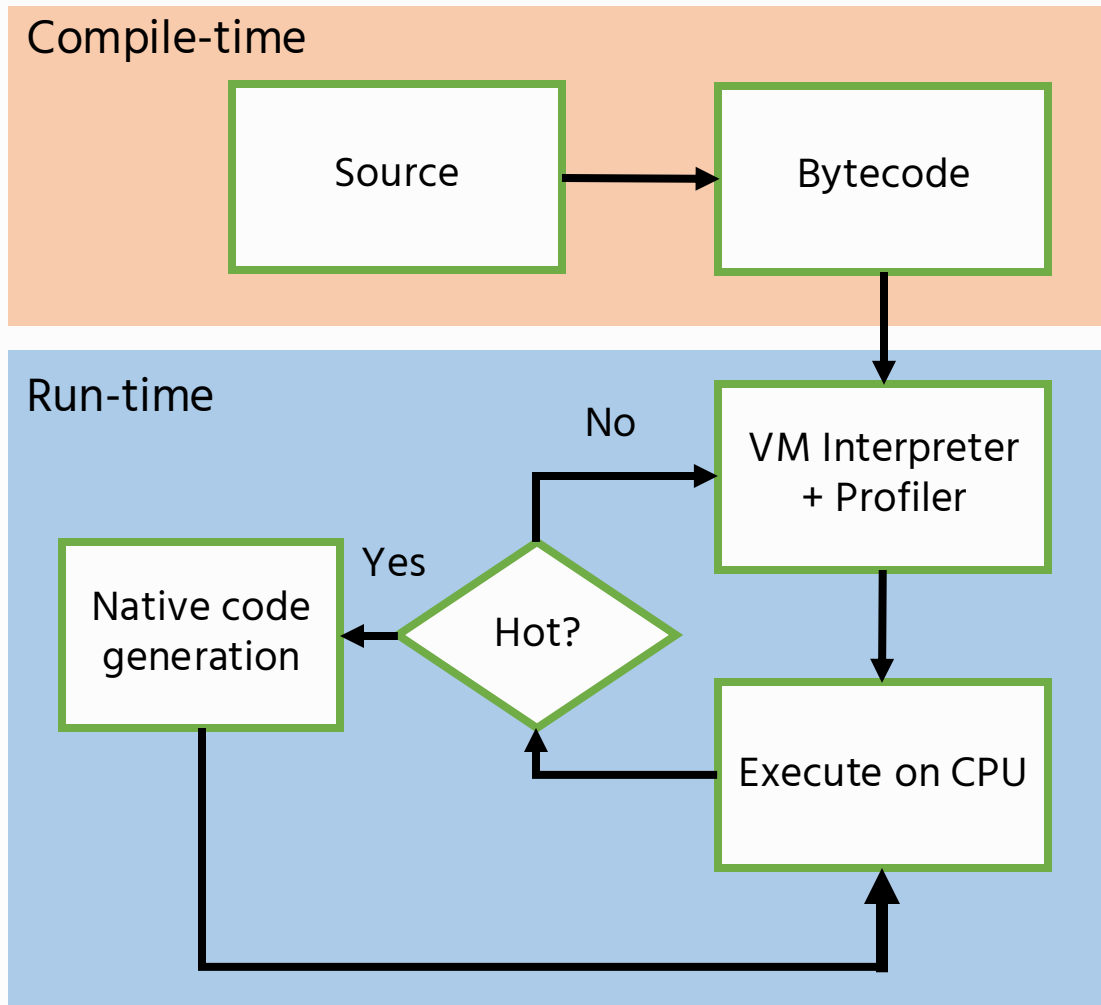 Compile-time
Source
Bytecode
Run-time
No
VM Interpreter
+ Profiler
Yes
Native code
generation
Hot?
Execute on CPU